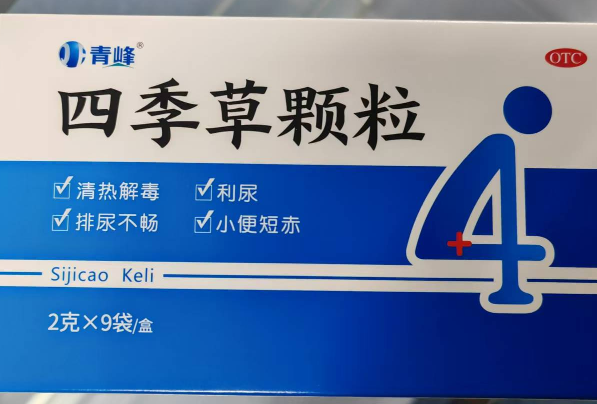 青峰®
OTC
四季草颗粒
☑清热解毒 ☑利尿
☑排尿不畅 ☑小便短赤
4
Sijicao Keli
2克×9袋/盒